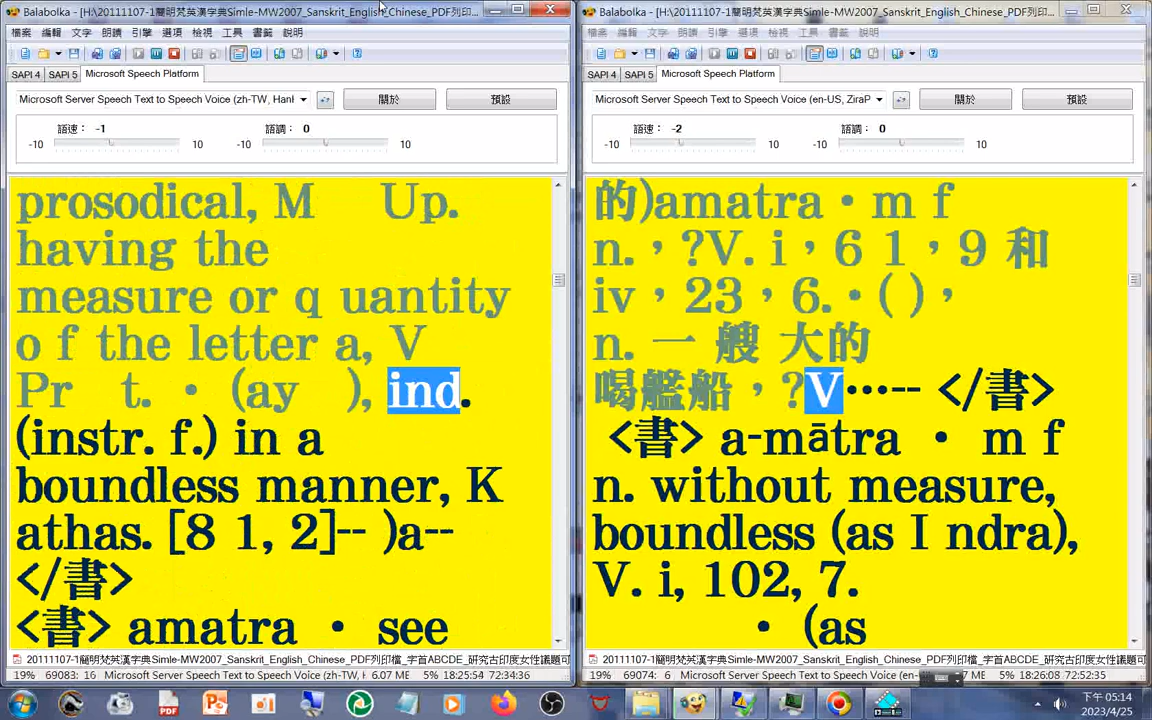 Balabolka - [H:\20111107-1簡明梵英漢字典Simle-MW2007_Sanskrit_English_Chinese_PDF列印
檔案 編輯 文字 朗讀 引擎 選項 檢視 工具 書籤 說明
SAPI 4 SAPI 5 Microsoft Speech Platform
Microsoft Server Speech Text to Speech Voice (zh-TW, Hanl
關於 預設
語速： -1 語調： 0
-10 10 -10 10
prosodical, M Up.
having the
measure or q uantity
o f the letter a, V
Pr t. • (ay ), ind.
(instr. f.) in a
boundless manner, K
athas. [8 1, 2]-- )a--
</書>
<書> amatra • see
20111107-1簡明梵英漢字典Simle-MW2007_Sanskrit_English_Chinese_PDF列印檔_字首ABCDE_研究古印度女性議題可
19% 69083: 16 Microsoft Server Speech Text to Speech Voice (zh-TW, H 6.07 ME 5% 18:25:54 72:34:36
Balabolka - [H:\20111107-1簡明梵英漢字典Simle-MW2007_Sanskrit_English_Chinese_PDF列印...
檔案 編輯 文字 朗讀 引擎 選項 檢視 工具 書籤 說明
SAPI 4 SAPI 5 Microsoft Speech Platform
Microsoft Server Speech Text to Speech Voice (en-US, ZiraP
關於 預設
語速： -2 語調： 0
-10 10 -10 10
的)amatra • m f
n.，?V. i，6 1，9 和
iv，23，6. • ( )，
n. 一 艘 大的
喝艦船，?V…-- </書>
<書> a-mātra • m f
n. without measure,
boundless (as I ndra),
V. i, 102, 7.
• (as
20111107-1簡明梵英漢字典Simle-MW2007_Sanskrit_English_Chinese_PDF列印檔_字首ABCDE_研究古印度女性議題可
19% 69074: 6 Microsoft Server Speech Text to Speech Voice 5% 18:26:08 72:52:35
下午 05:14
2023/4/25